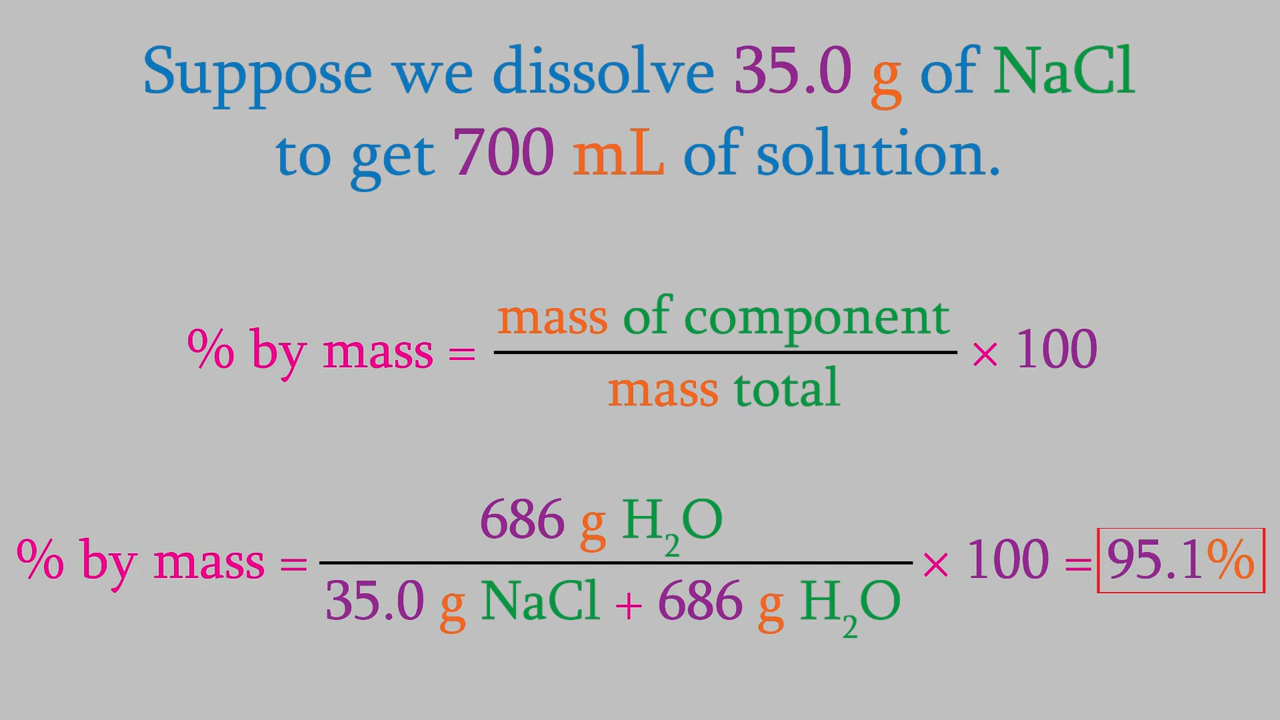 Suppose we dissolve 35.0 g of NaCl
to get 700 mL of solution.
% by mass = mass of component / mass total × 100
% by mass = 686 g H₂O / 35.0 g NaCl + 686 g H₂O × 100 = 95.1%